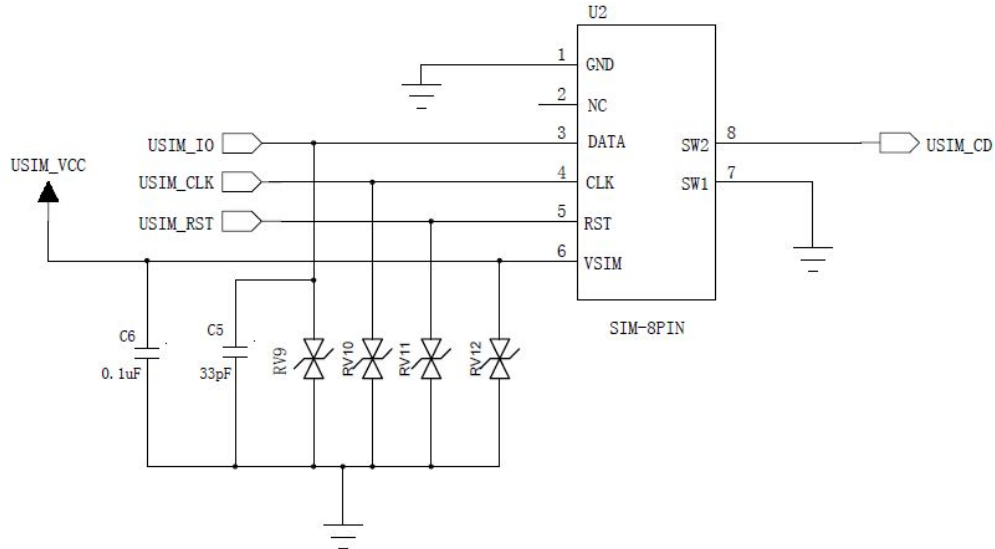 U2
1
GND
2
NC
USIM_IO
3
DATA
SW2
8
USIM_CD
USIM_VCC
USIM_CLK
4
CLK
SW1
7
USIM_RST
5
RST
6
VSIM
SIM-8PIN
C6
0.1uF
C5
33pF
RV9
RV10
RV11
RV12